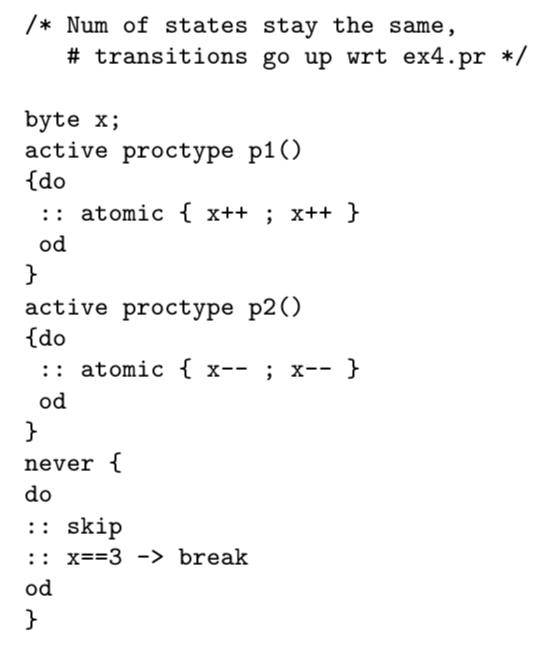 /* Num of states stay the same,
   # transitions go up wrt ex4.pr */

byte x;
active proctype p1()
{do
 :: atomic { x++ ; x++ }
 od
}
active proctype p2()
{do
 :: atomic { x-- ; x-- }
 od
}
never {
do
:: skip
:: x==3 -> break
od
}